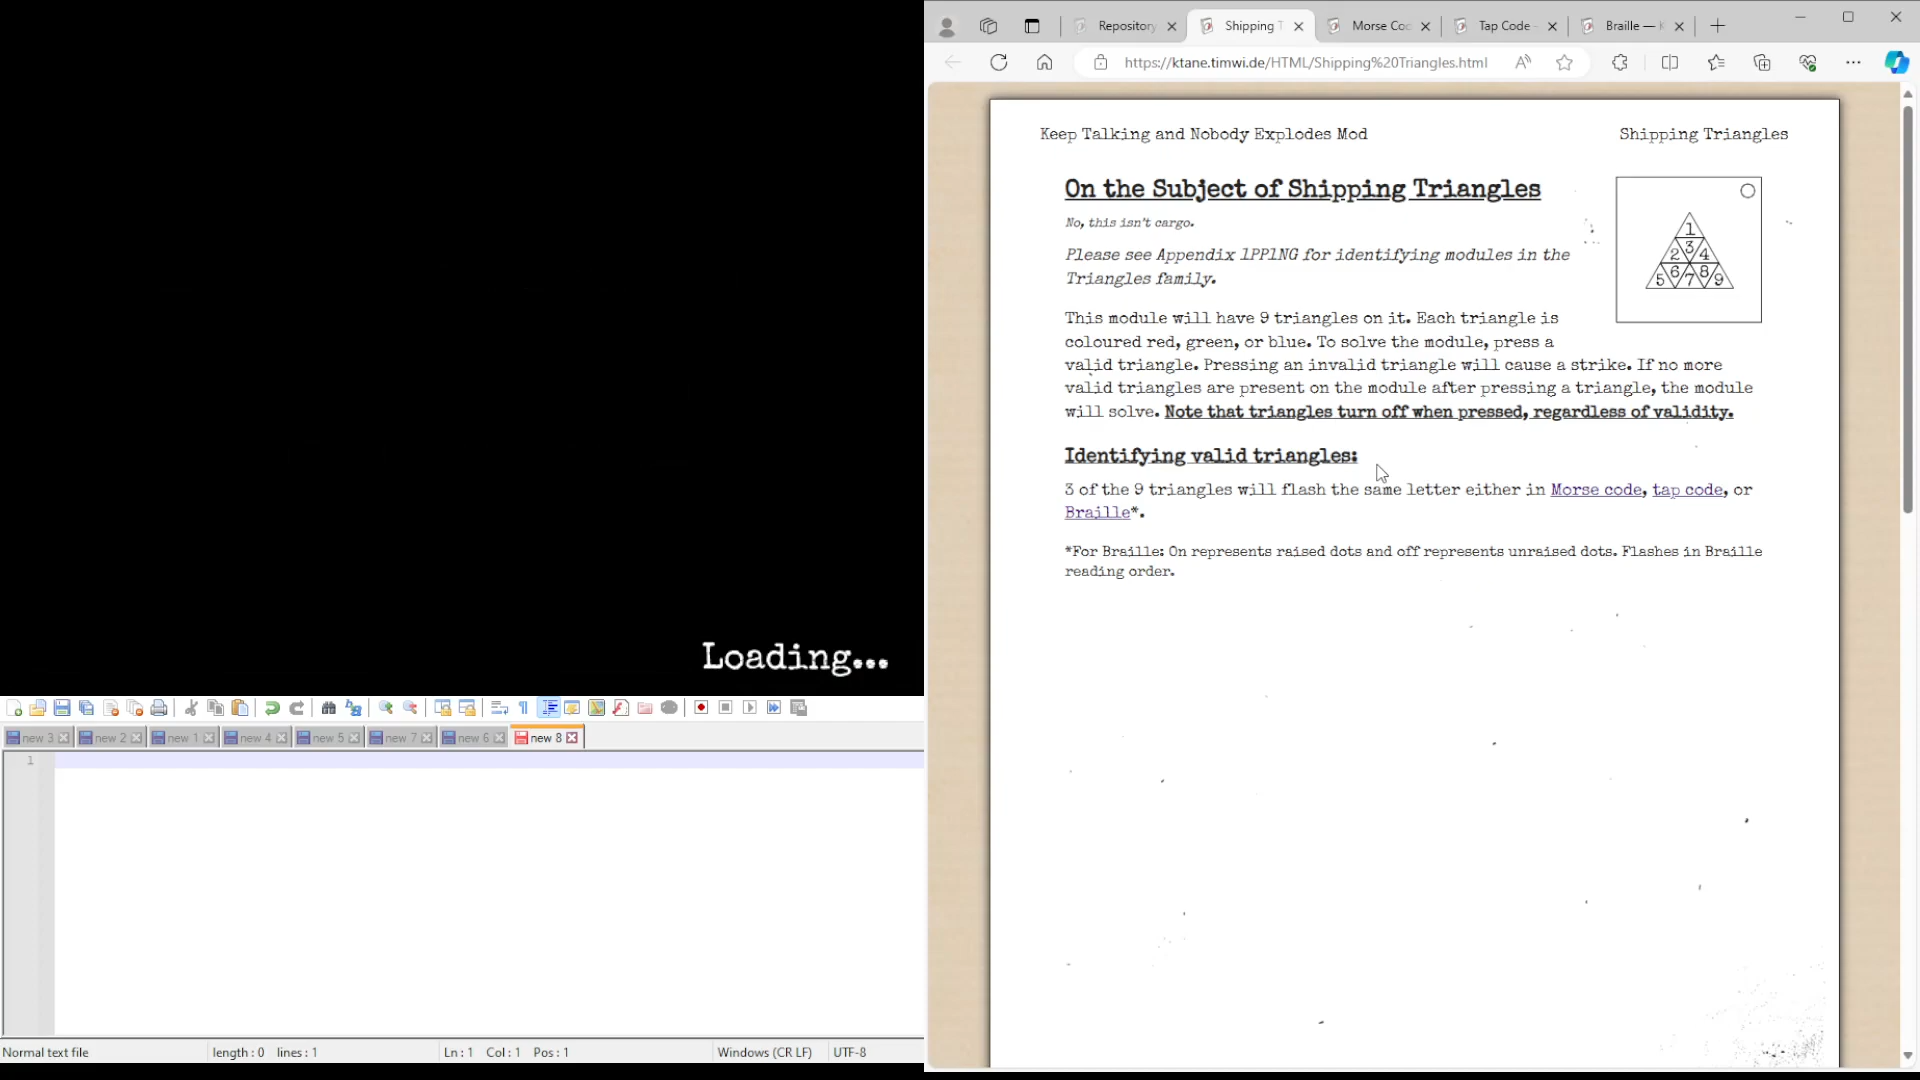 Repository
Shipping T
Morse Co
Tap Code -
Braille — K
https://ktane.timwi.de/HTML/Shipping%20Triangles.html
Keep Talking and Nobody Explodes Mod
Shipping Triangles
On the Subject of Shipping Triangles
No, this isn't cargo.
Please see Appendix 1PP1NG for identifying modules in the
Triangles family.
1
2 3 4
5 6 7 8 9
This module will have 9 triangles on it. Each triangle is
coloured red, green, or blue. To solve the module, press a
valid triangle. Pressing an invalid triangle will cause a strike. If no more
valid triangles are present on the module after pressing a triangle, the module
will solve. Note that triangles turn off when pressed, regardless of validity.
Identifying valid triangles:
3 of the 9 triangles will flash the same letter either in Morse code, tap code, or
Braille*.
*For Braille: On represents raised dots and off represents unraised dots. Flashes in Braille
reading order.
Loading...
new 3
new 2
new 1
new 4
new 5
new 7
new 6
new 8
1
Normal text file
length : 0 lines : 1
Ln : 1 Col : 1 Pos : 1
Windows (CR LF)
UTF-8